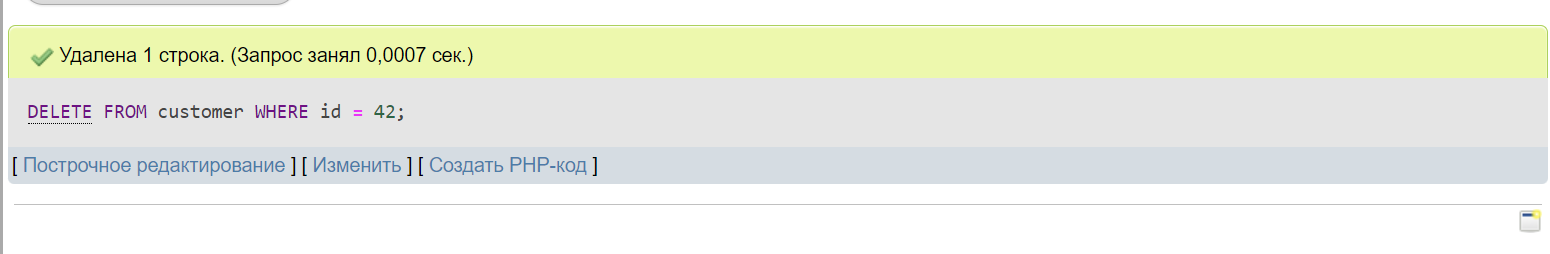 Удалена 1 строка. (Запрос занял 0,0007 сек.)
DELETE FROM customer WHERE id = 42;
[ Построчное редактирование ] [ Изменить ] [ Создать PHP-код ]